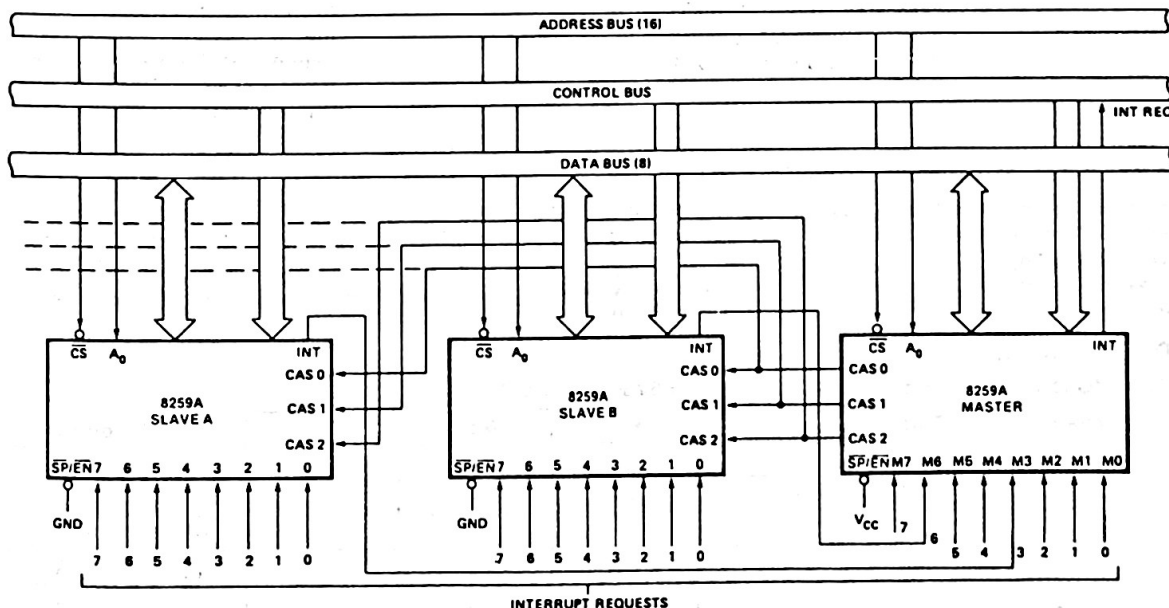 ADDRESS BUS (16)
CONTROL BUS
INT REQ
DATA BUS (8)
CS A0 INT
CAS 0
8259A
SLAVE A
CAS 1
CAS 2
SP/EN 7 6 5 4 3 2 1 0
GND
7 6 5 4 3 2 1 0
CS A0 INT
CAS 0
8259A
SLAVE B
CAS 1
CAS 2
SP/EN 7 6 5 4 3 2 1 0
GND
7 6 5 4 3 2 1 0
CS A0 INT
CAS 0
8259A
MASTER
CAS 1
CAS 2
SP/EN M7 M6 M5 M4 M3 M2 M1 M0
VCC
7 6 5 4 3 2 1 0
INTERRUPT REQUESTS